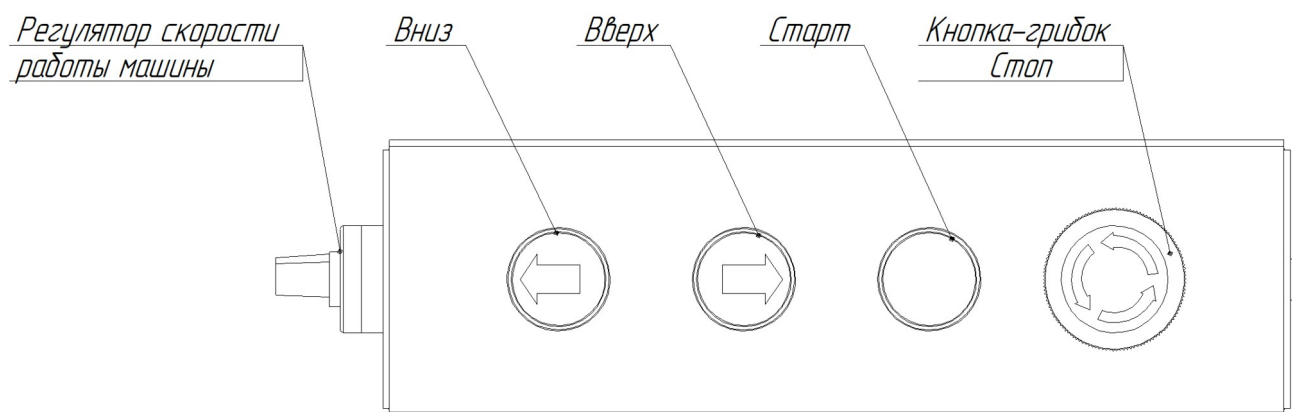 Регулятор скорости
работы машины
Вниз
Вверх
Старт
Кнопка-грибок
Стоп